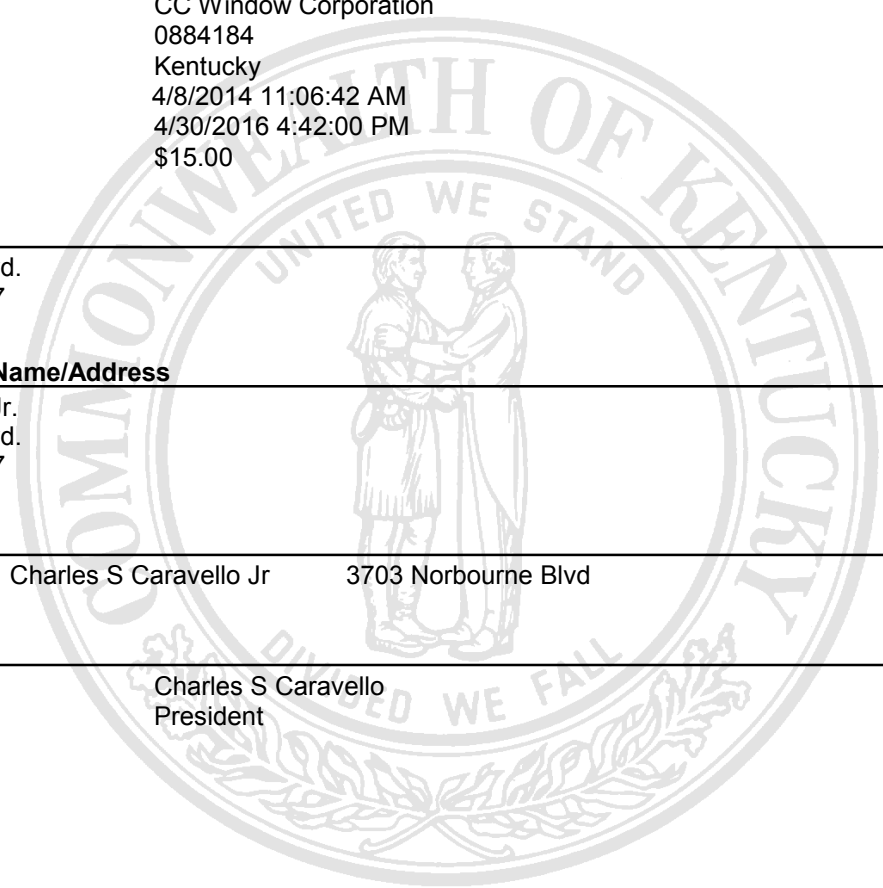 CC Window Corporation
0884184
Kentucky
4/8/2014 11:06:42 AM
4/30/2016 4:42:00 PM
$15.00
d.
7
Name/Address
Jr.
d.
7
Charles S Caravello Jr 3703 Norbourne Blvd
Charles S Caravello
President
COMMONWEALTH OF KENTUCKY
UNITED WE STAND
DIVIDED WE FALL